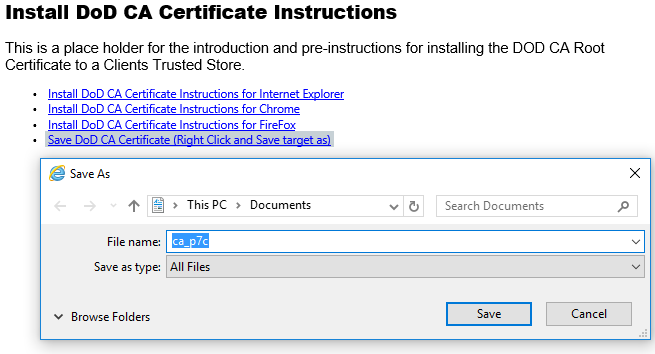 Install DoD CA Certificate Instructions
This is a place holder for the introduction and pre-instructions for installing the DOD CA Root
Certificate to a Clients Trusted Store.
• Install DoD CA Certificate Instructions for Internet Explorer
• Install DoD CA Certificate Instructions for Chrome
• Install DoD CA Certificate Instructions for FireFox
• Save DoD CA Certificate (Right Click and Save target as)
Save As
This PC > Documents
Search Documents
File name: ca_p7c
Save as type: All Files
Browse Folders
Save
Cancel